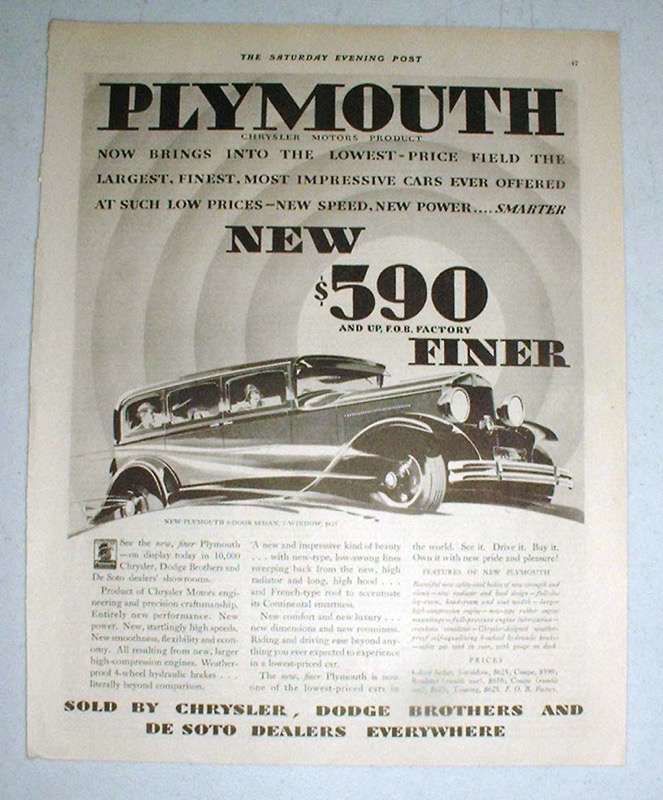 THE SATURDAY EVENING POST
47
PLYMOUTH
CHRYSLER MOTORS PRODUCT
NOW BRINGS INTO THE LOWEST-PRICE FIELD THE
LARGEST, FINEST, MOST IMPRESSIVE CARS EVER OFFERED
AT SUCH LOW PRICES—NEW SPEED, NEW POWER....SMARTER
NEW
$590
AND UP, F.O.B. FACTORY
FINER
NEW PLYMOUTH SEDAN,
See the new, finer Plymouth
—on display today in 10,000
Chrysler, Dodge Brothers and
De Soto dealers' showrooms.
Product of Chrysler Motors engi-
neering and precision craftsmanship.
Entirely new performance. New
power. New, startlingly high speeds.
New smoothness, flexibility and econ-
omy. All resulting from new, larger
high-compression engines. Weather-
proof 4-wheel hydraulic brakes . . .
literally beyond comparison.
A new and impressive kind of beauty
. . . with new-type, low-swung lines
sweeping back from the new, high
radiator and long, high hood . . .
and French-type roof to accentuate
its Continental smartness.
New comfort and new luxury . . .
new dimensions and new roominess.
Riding and driving ease beyond any-
thing you ever expected to experience
in a lowest-priced car.
The new, finer Plymouth is now
one of the lowest-priced cars in
the world. See it. Drive it. Buy it.
Own it with new pride and pleasure!
FEATURES OF NEW PLYMOUTH
PRICES
$625, Coupe, $590,
Touring, $625. F. O. B. Factory.
SOLD BY CHRYSLER, DODGE BROTHERS AND
DE SOTO DEALERS EVERYWHERE